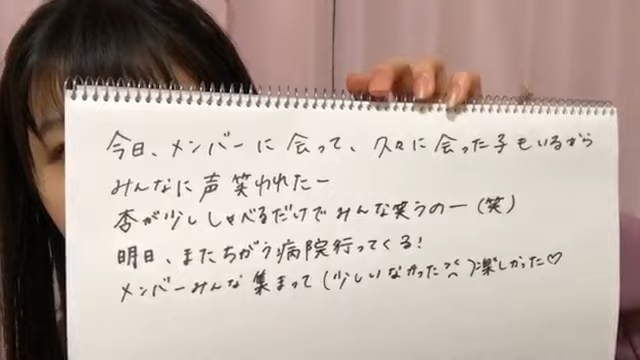 今日、メンバーに会って、久々に会った子もいるから
みんなに声笑われたー
杏が少ししゃべるだけでみんな笑うのー(笑)
明日、またちがう病院行ってくる!
メンバーみんな集まって(少しいなかった)楽しかった♡